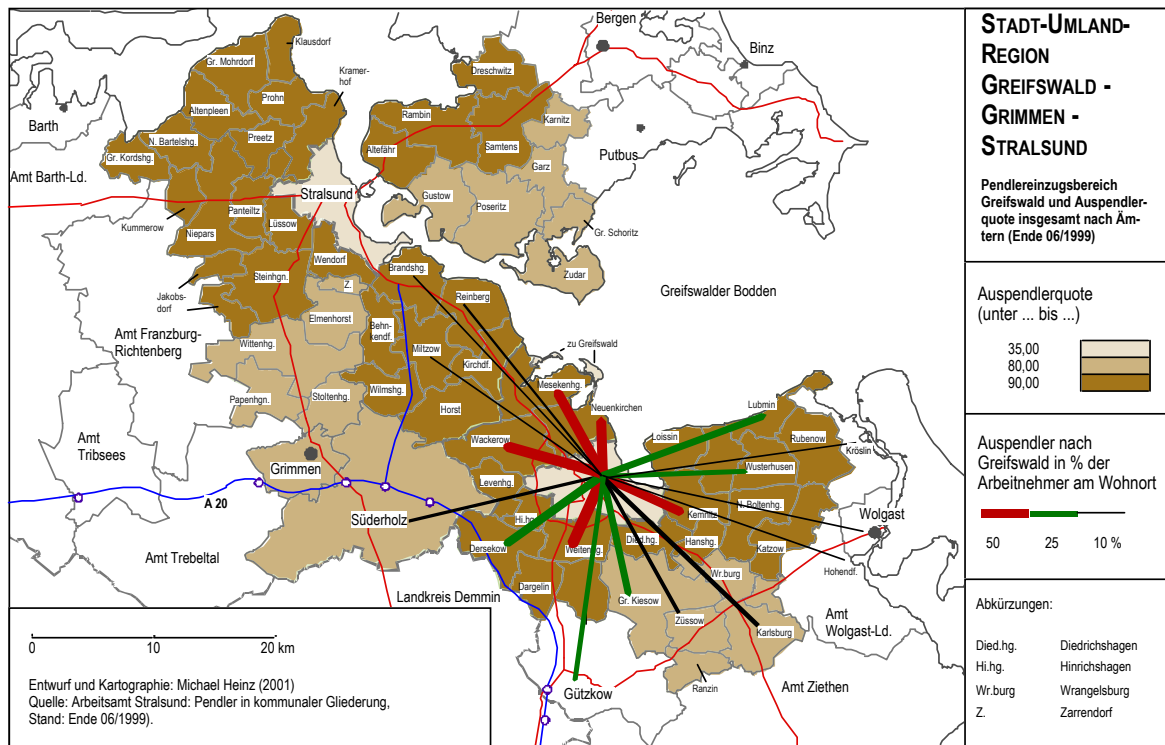 Bergen
Binz
Klausdorf
Gr. Mohrdorf
Kramer-
hof
Dreschwitz
Prohn
Altenpleen
Rambin
Karnitz
Barth
N. Bartelshg.
Preetz
Altefähr
Samtens
Putbus
Gr. Kordshg.
Garz
Amt Barth-Ld.
Stralsund
Gustow
Poseritz
Panteiltz
Kummerow
Lüssow
Niepars
Gr. Schoritz
Wendorf
Brandshg.
Steinhgn.
Zudar
Z.
Jakobs-
dorf
Reinberg
Greifswalder Bodden
Elmenhorst
Amt Franzburg-
Richtenberg
Behn-
kendf.
Wittenhg.
Miltzow
zu Greifswald
Kirchdf.
Mesekenhg.
Wilmshg.
Papenhgn.
Stoltenhg.
Horst
Neuenkirchen
Lubmin
Amt
Tribsees
Wackerow
Loissin
Rubenow
Kröslin
Grimmen
Wusterhusen
Levenhg.
A 20
N. Boltenhg.
Kemnitz
Wolgast
Süderholz
Hi.hg.
Died.hg.
Hanshg.
Dersekow
Weitenhg.
Katzow
Amt Trebeltal
Wr.burg
Hohendf.
Dargelin
Landkreis Demmin
Gr. Kiesow
Züssow
Karlsburg
Amt
Wolgast-Ld.
Ranzin
Amt Ziethen
Gützkow
0 10 20 km
Entwurf und Kartographie: Michael Heinz (2001)
Quelle: Arbeitsamt Stralsund: Pendler in kommunaler Gliederung,
Stand: Ende 06/1999).
STADT-UMLAND-
REGION
GREIFSWALD -
GRIMMEN -
STRALSUND
Pendlereinzugsbereich
Greifswald und Auspendler-
quote insgesamt nach Äm-
tern (Ende 06/1999)
Auspendlerquote
(unter ... bis ...)
35,00
80,00
90,00
Auspendler nach
Greifswald in % der
Arbeitnehmer am Wohnort
50 25 10 %
Abkürzungen:
Died.hg. Diedrichshagen
Hi.hg. Hinrichshagen
Wr.burg Wrangelsburg
Z. Zarrendorf